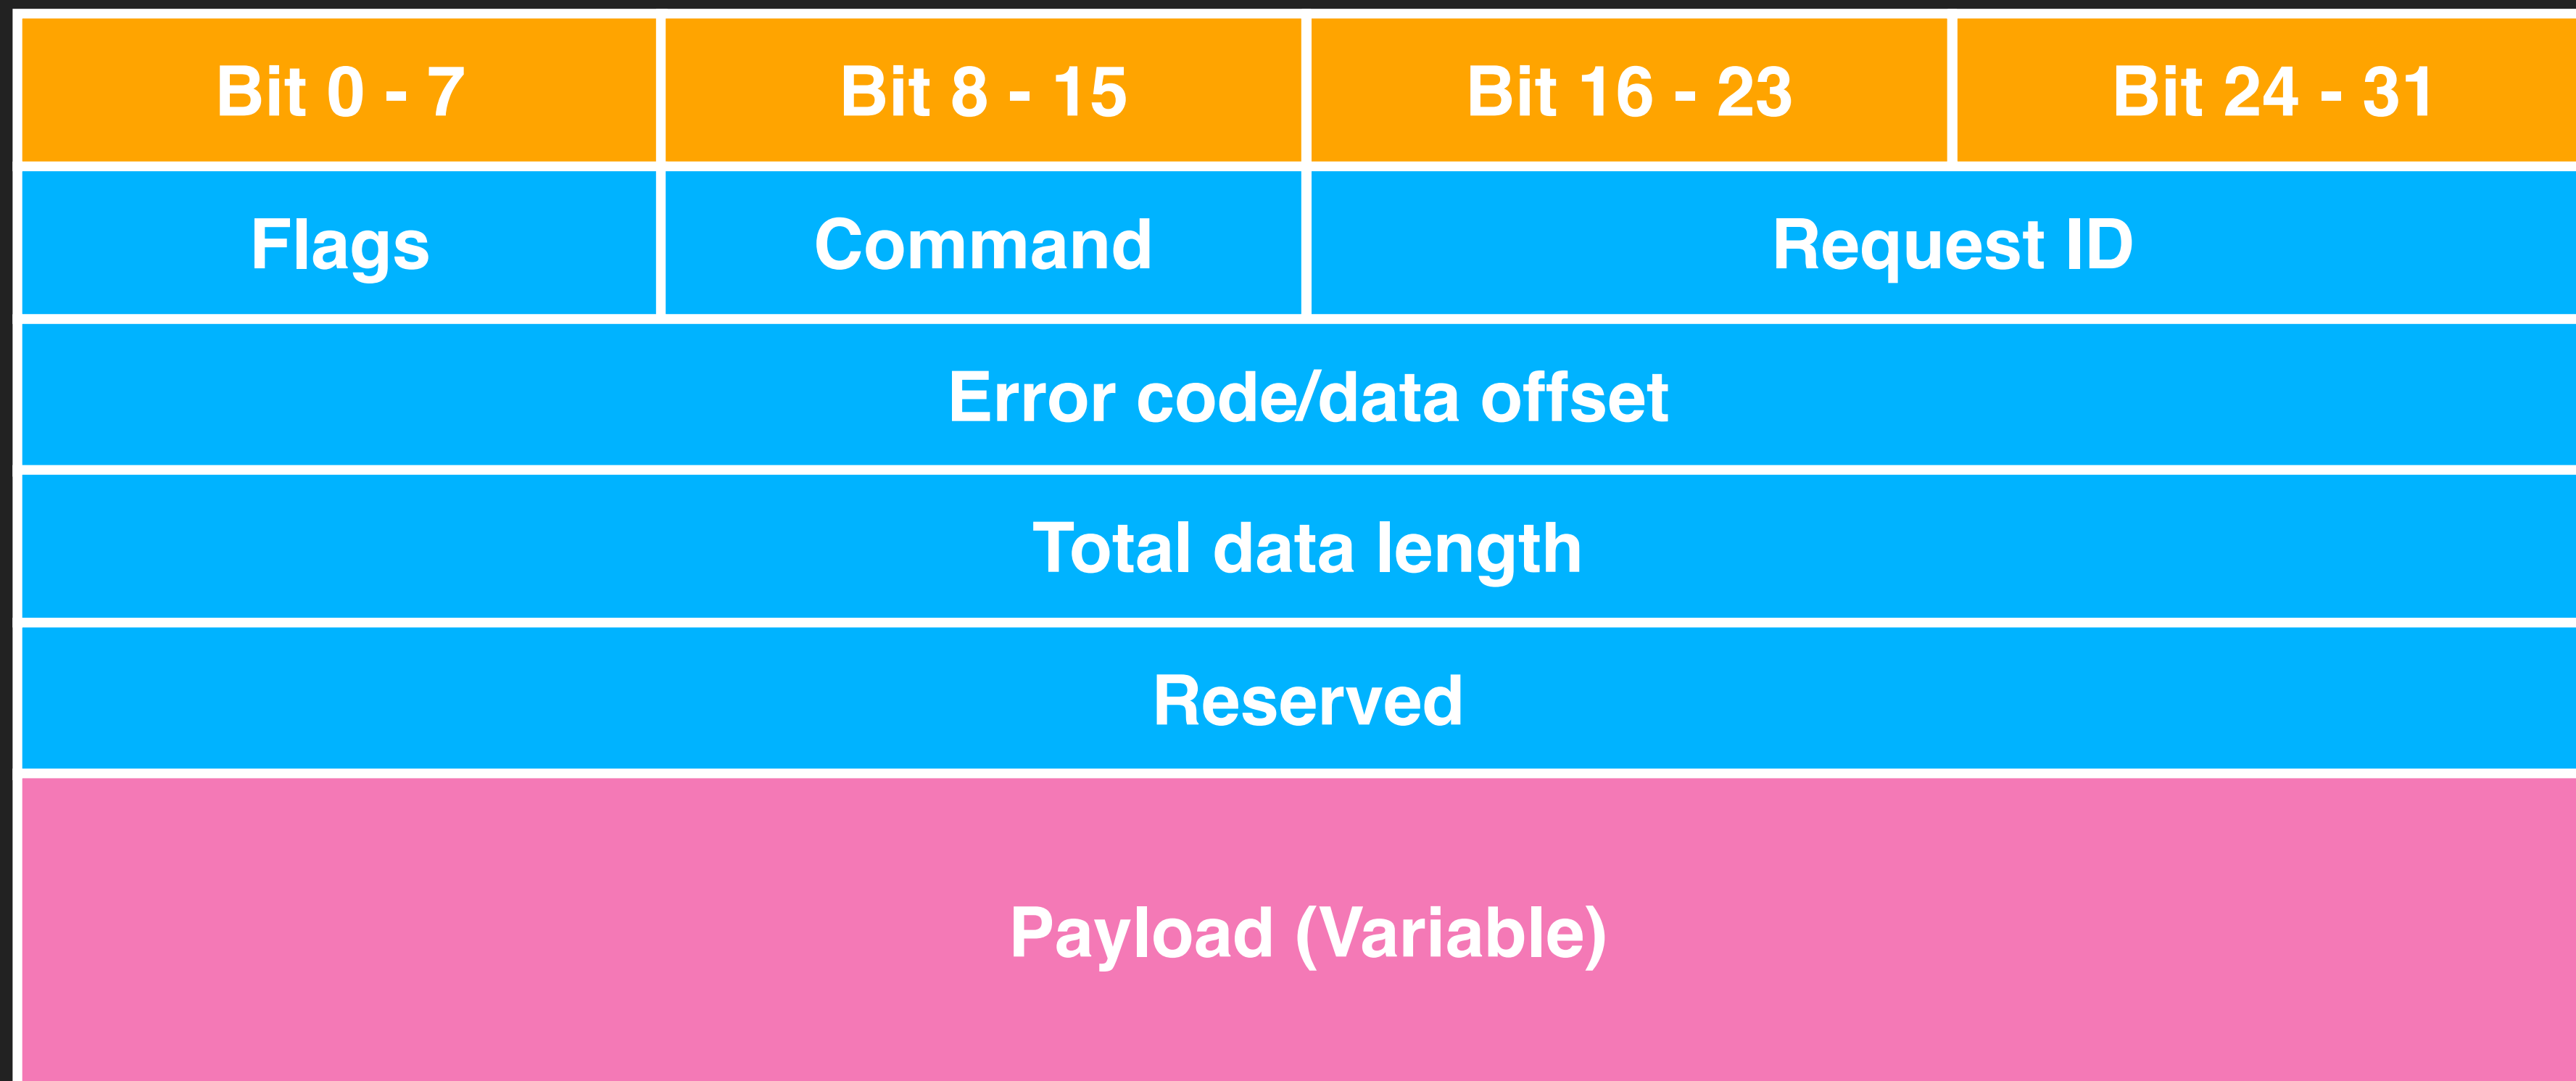 Bit 0 - 7 Bit 8 - 15 Bit 16 - 23 Bit 24 - 31
Flags Command Request ID
Error code/data offset
Total data length
Reserved
Payload (Variable)